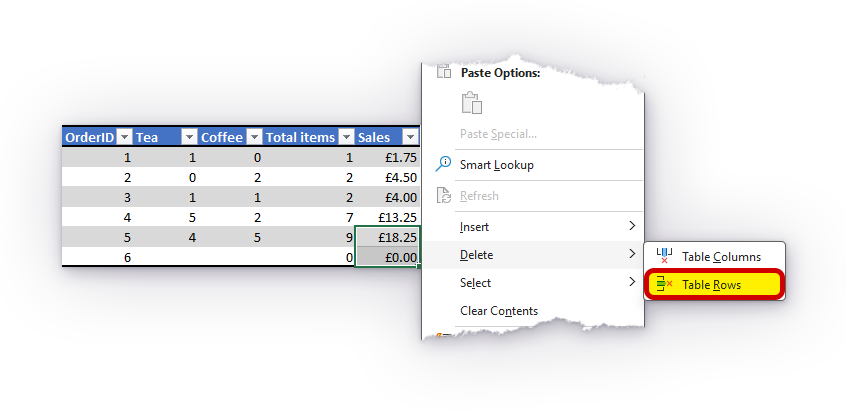 Paste Options:
Paste Special...
Smart Lookup
Refresh
Insert
Delete
Select
Clear Contents
Table Columns
Table Rows
OrderID Tea Coffee Total items Sales
1 1 0 1 £1.75
2 0 2 2 £4.50
3 1 1 2 £4.00
4 5 2 7 £13.25
5 4 5 9 £18.25
6 0 £0.00